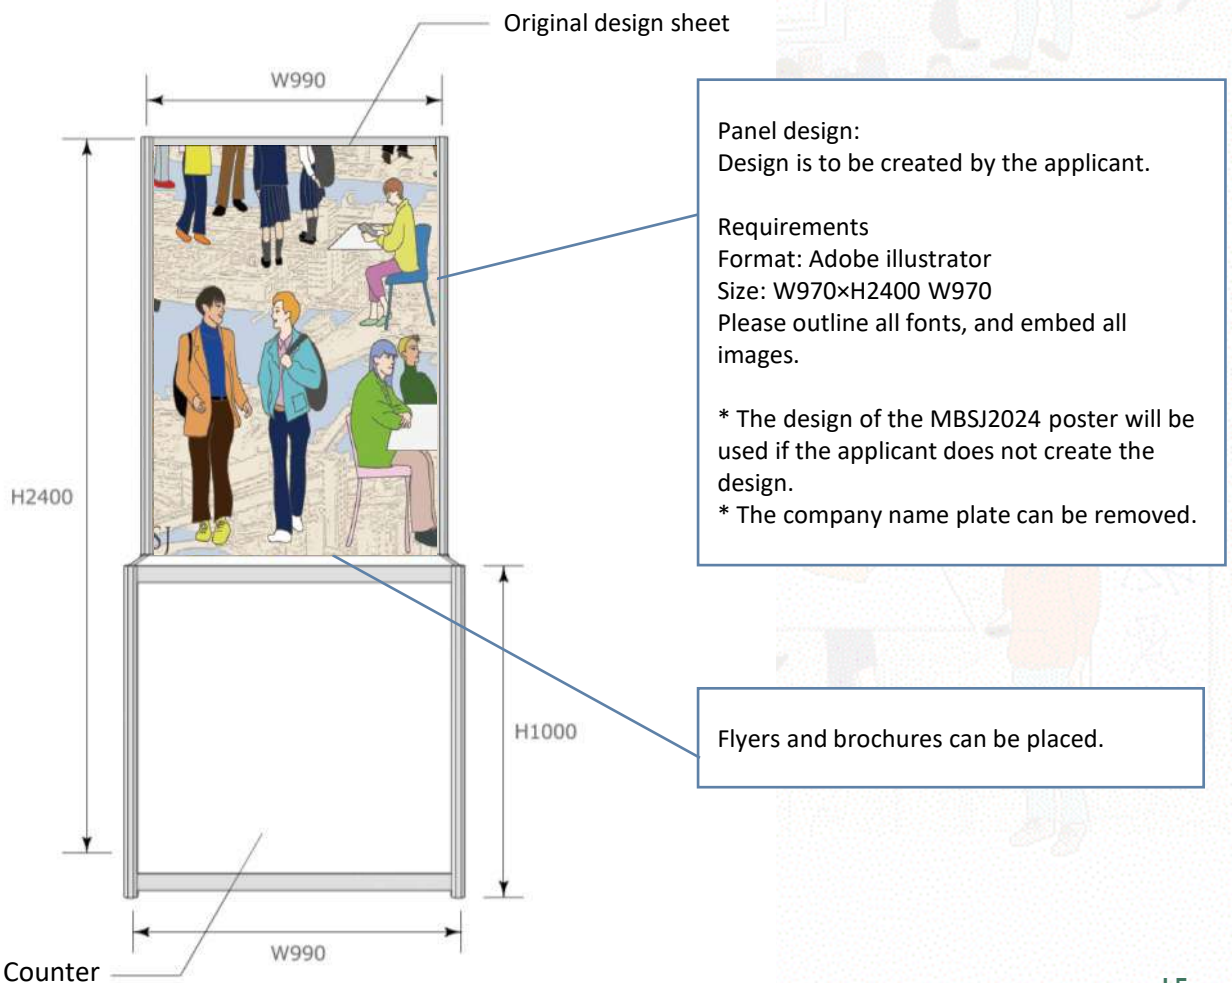 Original design sheet
W990
Panel design:
Design is to be created by the applicant.
Requirements
Format: Adobe illustrator
Size: W970×H2400 W970
Please outline all fonts, and embed all
images.
* The design of the MBSJ2024 poster will be
used if the applicant does not create the
design.
* The company name plate can be removed.
H2400
SJ
H1000
Flyers and brochures can be placed.
W990
Counter